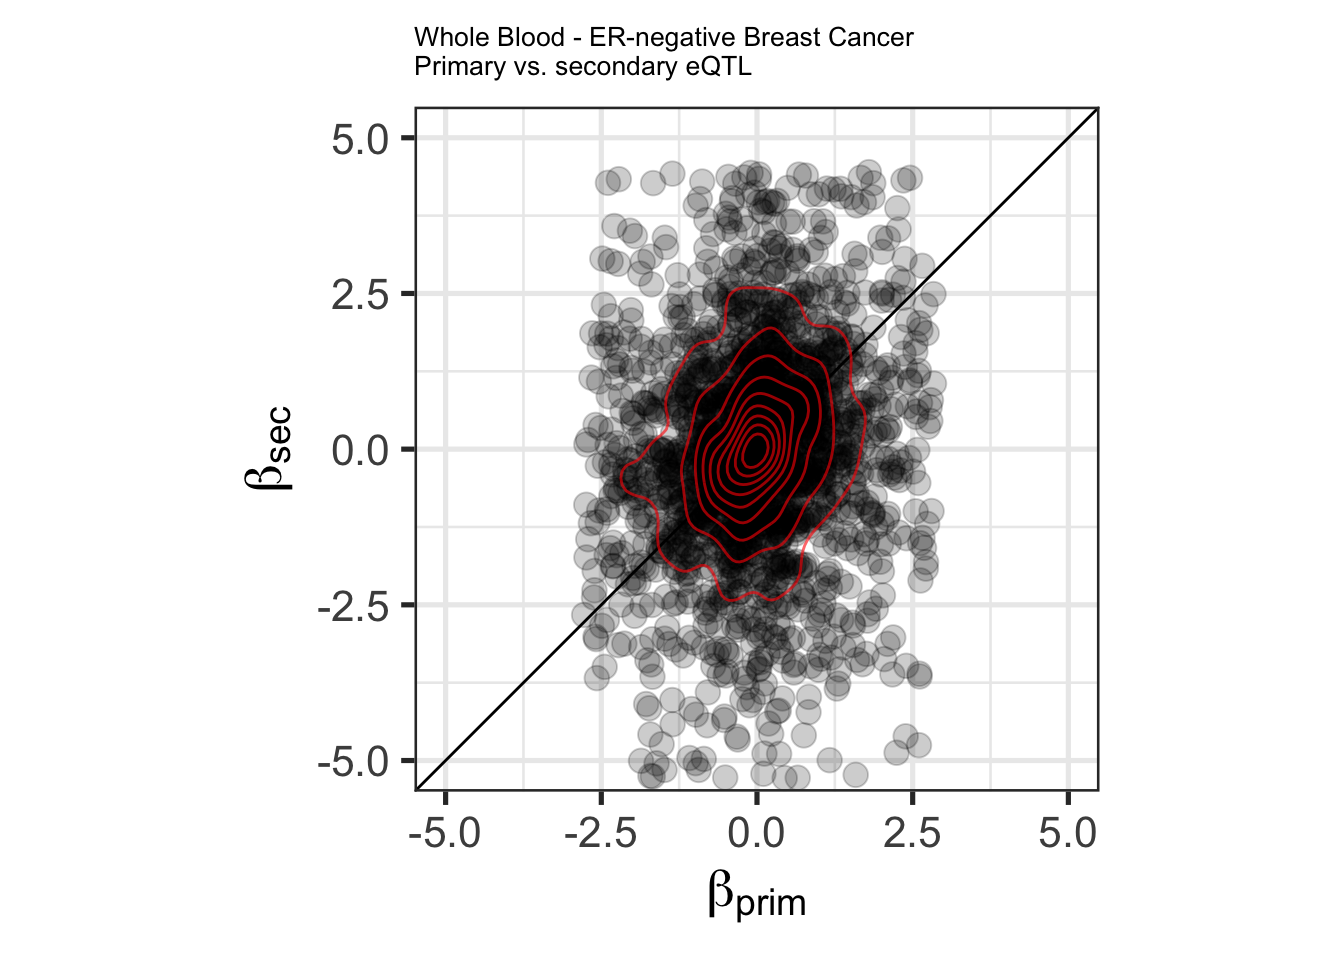 Whole Blood - ER-negative Breast Cancer
Primary vs. secondary eQTL
5.0
2.5
0.0
-2.5
-5.0
βsec
-5.0 -2.5 0.0 2.5 5.0
βprim